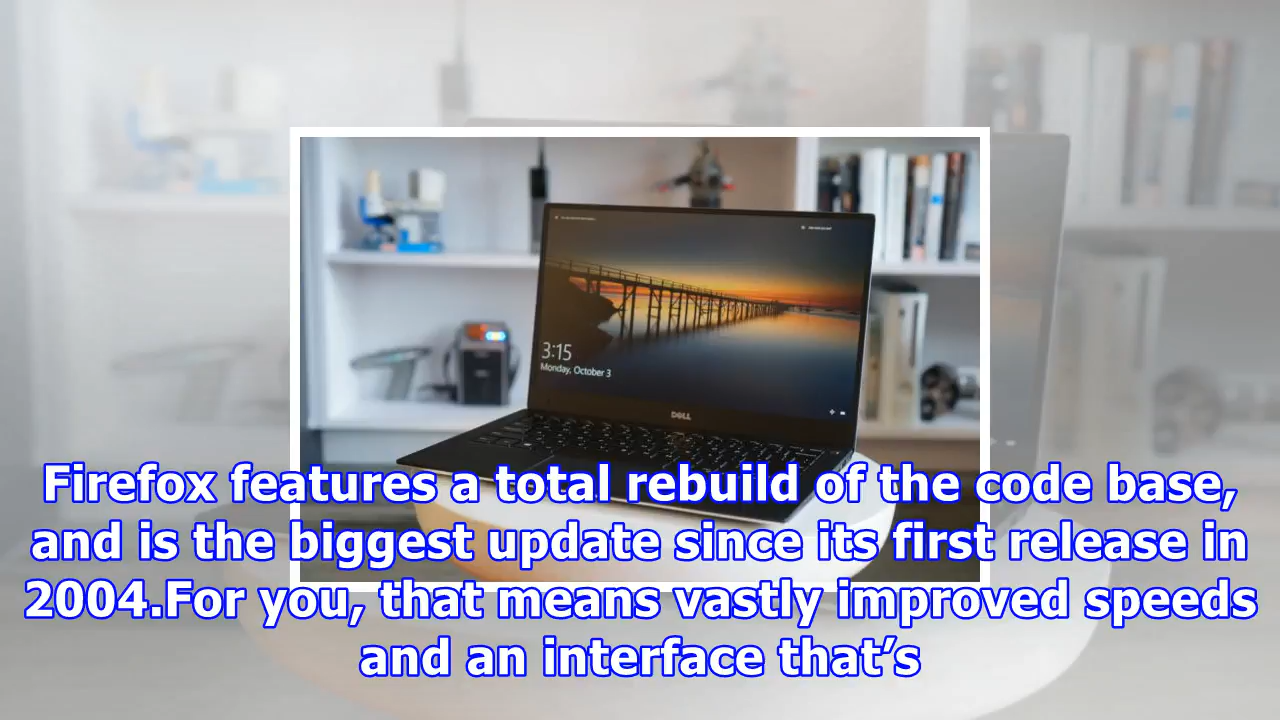 3:15
Monday, October 3
DELL
Firefox features a total rebuild of the code base,
and is the biggest update since its first release in
2004.For you, that means vastly improved speeds
and an interface that’s